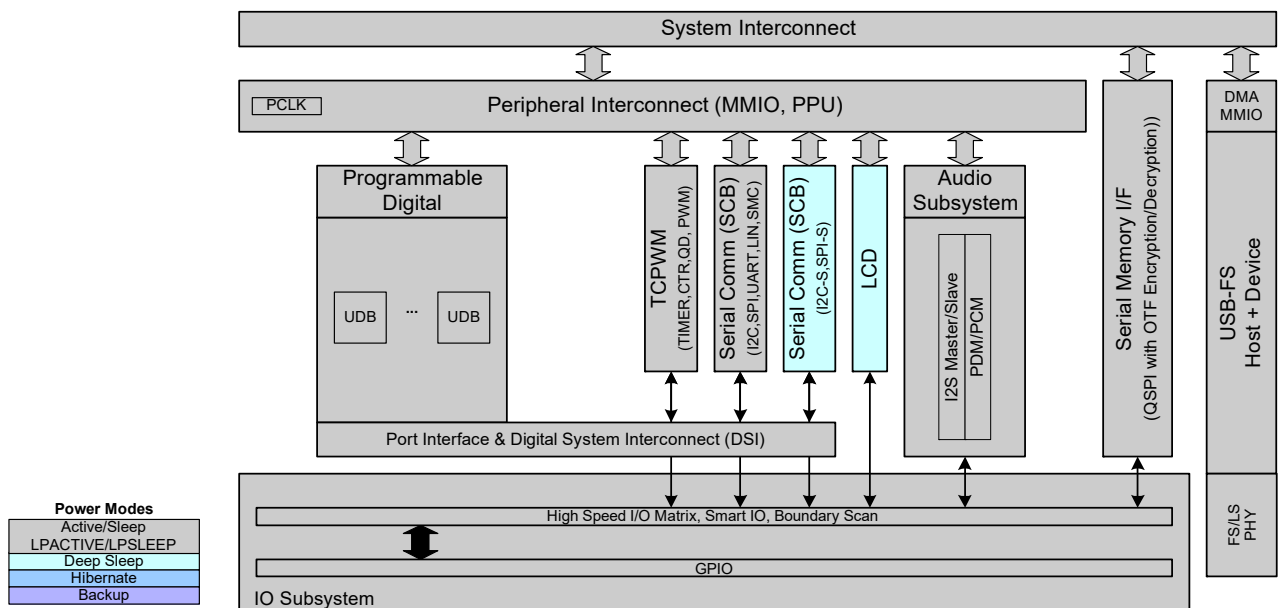 System Interconnect
PCLK
Peripheral Interconnect (MMIO, PPU)
DMA
MMIO
Programmable
Digital
UDB
...
UDB
TCPWM
(TIMER,CTR,QD, PWM)
Serial Comm (SCB)
(I2C,SPI,UART,LIN,SMC)
Serial Comm (SCB)
(I2C-S,SPI-S)
LCD
Audio
Subsystem
I2S Master/Slave
PDM/PCM
Serial Memory I/F
(QSPI with OTF Encryption/Decryption))
USB-FS
Host + Device
Port Interface & Digital System Interconnect (DSI)
High Speed I/O Matrix, Smart IO, Boundary Scan
GPIO
IO Subsystem
FS/LS
PHY
Power Modes
Active/Sleep
LPACTIVE/LPSLEEP
Deep Sleep
Hibernate
Backup